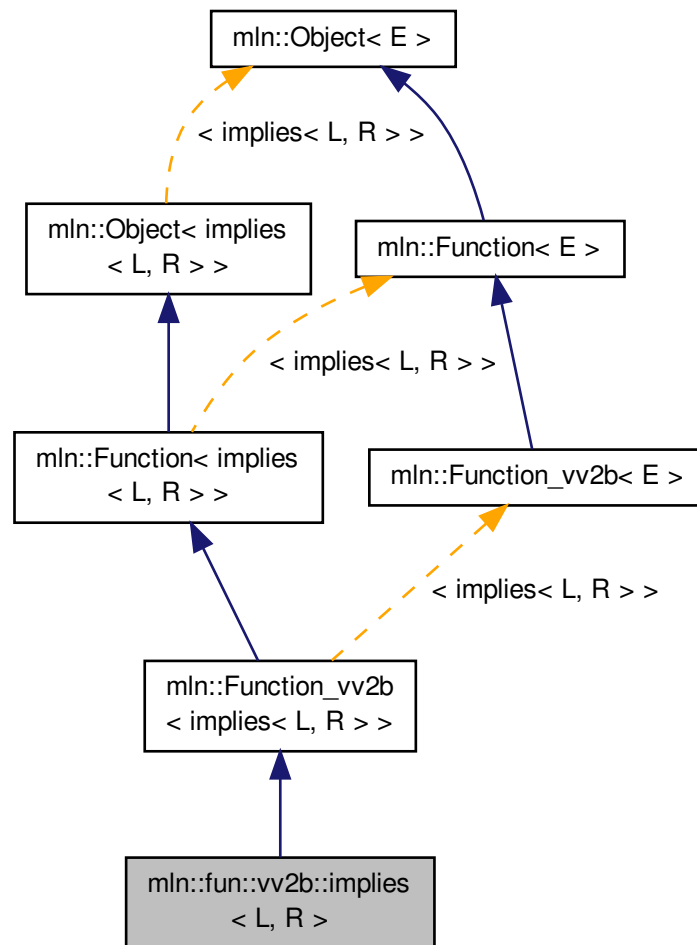 mln::Object< E >
< implies< L, R > >
mln::Object< implies
< L, R > >
mln::Function< E >
< implies< L, R > >
mln::Function< implies
< L, R > >
mln::Function_vv2b< E >
< implies< L, R > >
mln::Function_vv2b
< implies< L, R > >
mln::fun::vv2b::implies
< L, R >